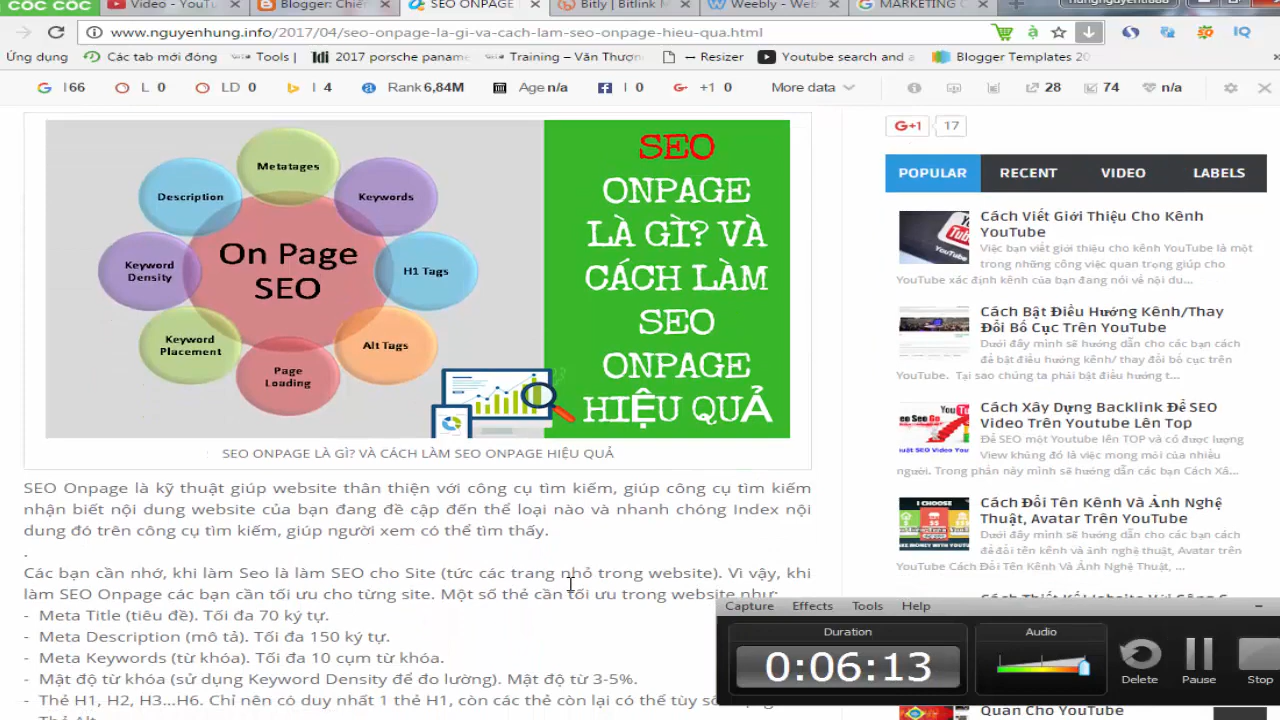 CỐC CỐC
Video - YouTu
Blogger: Chiế
SEO ONPAGE
Bitly | Bitlink M
Weebly - Web
MARKETING C
hungnguyentia888
www.nguyenhung.info/2017/04/seo-onpage-la-gi-va-cach-lam-seo-onpage-hieu-qua.html
Ứng dụng
Các tab mới đóng
Tools |
2017 porsche paname
Training – Văn Thượn
-- Resizer
Youtube search and a
Blogger Templates 20
I 66
L 0
LD 0
I 4
Rank 6,84M
Age n/a
I 0
+1 0
More data
28
74
n/a
Metatages
Description
Keywords
Keyword Density
On Page SEO
H1 Tags
Keyword Placement
Alt Tags
Page Loading
SEO
ONPAGE
LÀ GÌ? VÀ
CÁCH LÀM
SEO
ONPAGE
HIỆU QUẢ
SEO ONPAGE LÀ GÌ? VÀ CÁCH LÀM SEO ONPAGE HIỆU QUẢ
SEO Onpage là kỹ thuật giúp website thân thiện với công cụ tìm kiếm, giúp công cụ tìm kiếm
nhận biết nội dung website của bạn đang đề cập đến thể loại nào và nhanh chóng Index nội
dung đó trên công cụ tìm kiếm, giúp người xem có thể tìm thấy.
.
Các bạn cần nhớ, khi làm Seo là làm SEO cho Site (tức các trang nhỏ trong website). Vì vậy, khi
làm SEO Onpage các bạn cần tối ưu cho từng site. Một số thẻ cần tối ưu trong website như:
- Meta Title (tiêu đề). Tối đa 70 ký tự.
- Meta Description (mô tả). Tối đa 150 ký tự.
- Meta Keywords (từ khóa). Tối đa 10 cụm từ khóa.
- Mật độ từ khóa (sử dụng Keyword Density để đo lường). Mật độ từ 3-5%.
- Thẻ H1, H2, H3...H6. Chỉ nên có duy nhất 1 thẻ H1, còn các thẻ còn lại có thể tùy số
- Thẻ Alt
G+1 17
POPULAR
RECENT
VIDEO
LABELS
Cách Viết Giới Thiệu Cho Kênh
YouTube
Việc bạn viết giới thiệu cho kênh YouTube là một
trong những công việc quan trọng giúp cho
YouTube xác định kênh của bạn đang nói về nội du...
Cách Bật Điều Hướng Kênh/Thay
Đổi Bố Cục Trên YouTube
Dưới đây mình sẽ hướng dẫn cho các bạn cách
để bật điều hướng kênh/ thay đổi bố cục trên
YouTube. Tại sao chúng ta phải bật điều hướng t...
Cách Xây Dựng Backlink Để SEO
Video Trên Youtube Lên Top
Để SEO một Youtube lên TOP và có được lượng
View khủng đó là việc mong mỏi của nhiều
người. Trong phần này mình sẽ hướng dẫn các bạn Cách Xâ...
Cách Đổi Tên Kênh Và Ảnh Nghệ
Thuật, Avatar Trên YouTube
Dưới đây mình sẽ hướng dẫn cho các bạn cách
để đổi tên kênh và ảnh nghệ thuật, Avatar trên
YouTube Cách Đổi Tên Kênh Và Ảnh Nghệ Thuật, Ava...
Quan Cho YouTube
Capture
Effects
Tools
Help
Duration
0:06:13
Audio
Delete
Pause
Stop